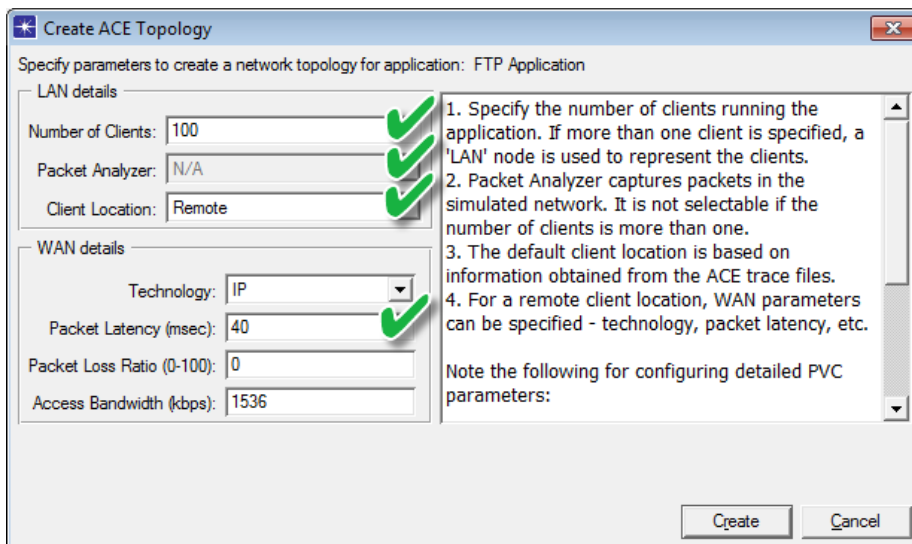 Create ACE Topology
Specify parameters to create a network topology for application: FTP Application
LAN details
Number of Clients: 100
Packet Analyzer: N/A
Client Location: Remote
WAN details
Technology: IP
Packet Latency (msec): 40
Packet Loss Ratio (0-100): 0
Access Bandwidth (kbps): 1536
1. Specify the number of clients running the
application. If more than one client is specified, a
'LAN' node is used to represent the clients.
2. Packet Analyzer captures packets in the
simulated network. It is not selectable if the
number of clients is more than one.
3. The default client location is based on
information obtained from the ACE trace files.
4. For a remote client location, WAN parameters
can be specified - technology, packet latency, etc.
Note the following for configuring detailed PVC
parameters:
Create
Cancel